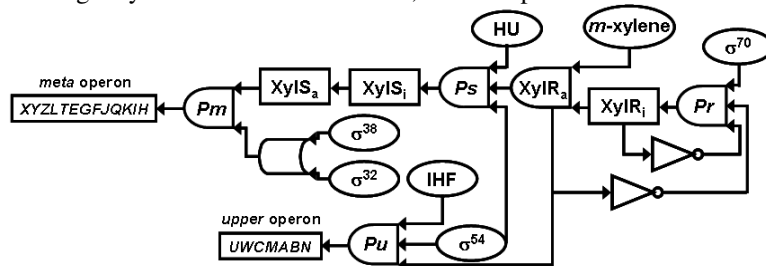 HU
m-xylene
σ70
meta operon
XYZLTEGFJQKIH
Pm
XylSa
XylSi
Ps
XylRa
XylRi
Pr
σ38
σ32
IHF
upper operon
UWCMABN
Pu
σ54